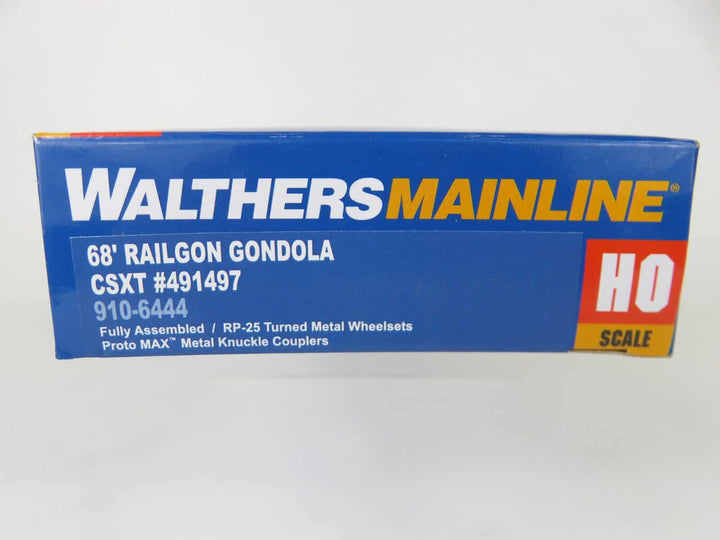 WALTHERSMAINLINE®
68' RAILGON GONDOLA
CSXT #491497
910-6444
Fully Assembled / RP-25 Turned Metal Wheelsets
Proto MAX™ Metal Knuckle Couplers
HO
SCALE